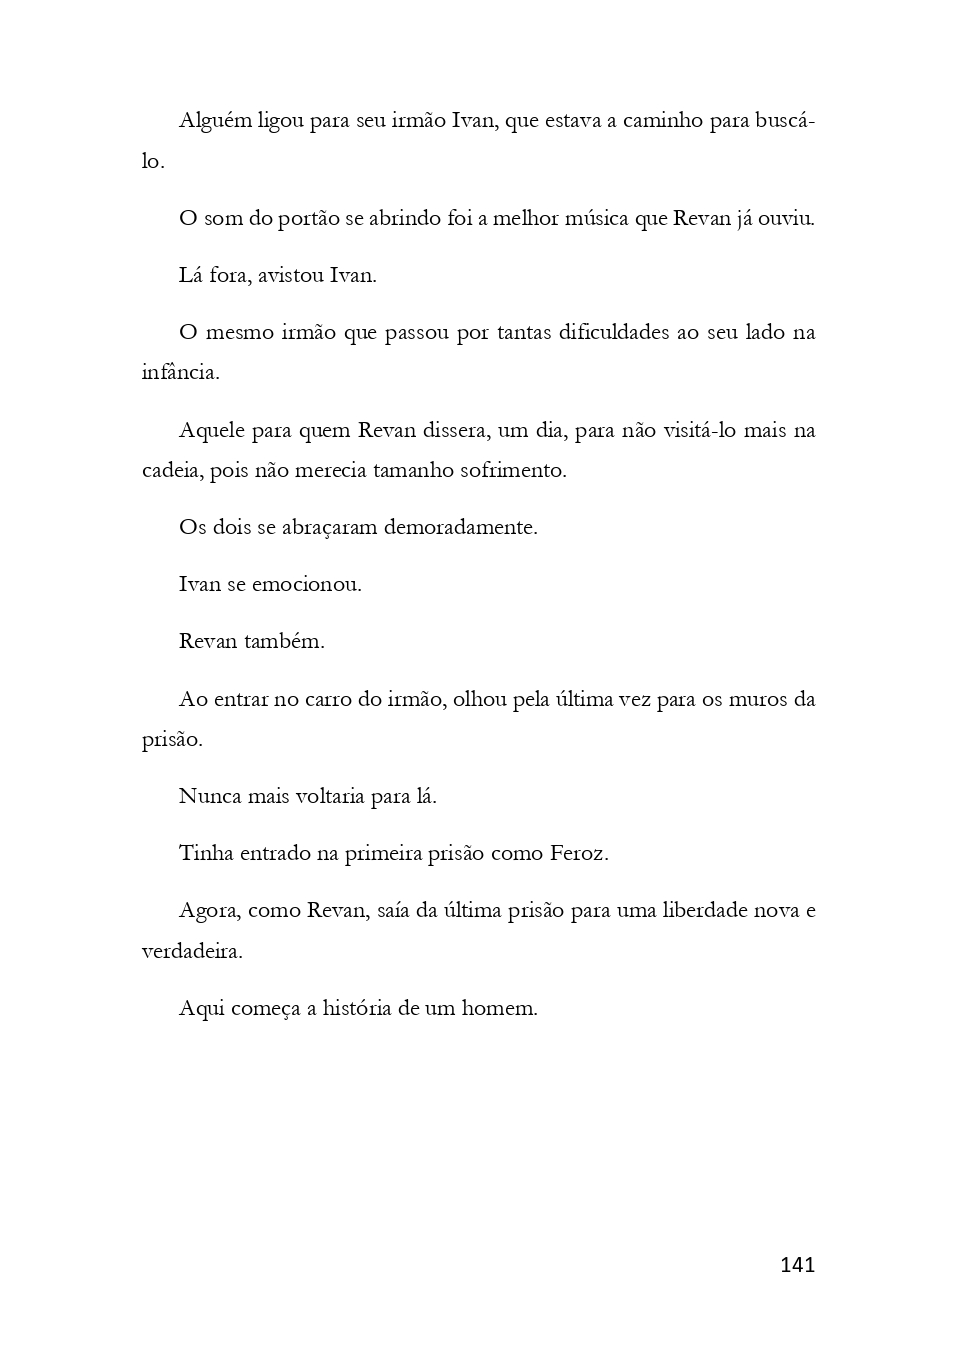 Alguém ligou para seu irmão Ivan, que estava a caminho para buscá-
lo.
O som do portão se abrindo foi a melhor música que Revan já ouviu.
Lá fora, avistou Ivan.
O mesmo irmão que passou por tantas dificuldades ao seu lado na
infância.
Aquele para quem Revan dissera, um dia, para não visitá-lo mais na
cadeia, pois não merecia tamanho sofrimento.
Os dois se abraçaram demoradamente.
Ivan se emocionou.
Revan também.
Ao entrar no carro do irmão, olhou pela última vez para os muros da
prisão.
Nunca mais voltaria para lá.
Tinha entrado na primeira prisão como Feroz.
Agora, como Revan, saía da última prisão para uma liberdade nova e
verdadeira.
Aqui começa a história de um homem.
141